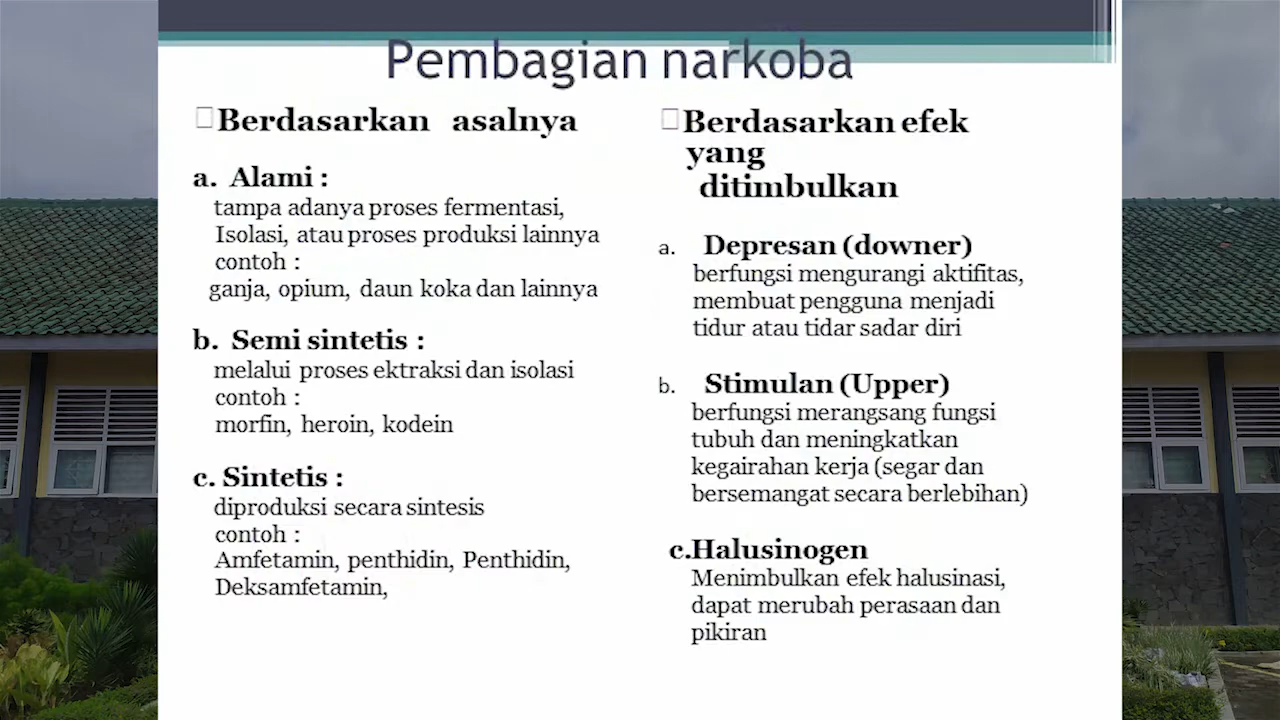 Pembagian narkoba
Berdasarkan asalnya
a. Alami :
tampa adanya proses fermentasi,
Isolasi, atau proses produksi lainnya
contoh :
ganja, opium, daun koka dan lainnya
b. Semi sintetis :
melalui proses ektraksi dan isolasi
contoh :
morfin, heroin, kodein
c. Sintetis :
diproduksi secara sintesis
contoh :
Amfetamin, penthidin, Penthidin,
Deksamfetamin,
Berdasarkan efek
yang
ditimbulkan
a. Depresan (downer)
berfungsi mengurangi aktifitas,
membuat pengguna menjadi
tidur atau tidar sadar diri
b. Stimulan (Upper)
berfungsi merangsang fungsi
tubuh dan meningkatkan
kegairahan kerja (segar dan
bersemangat secara berlebihan)
c.Halusinogen
Menimbulkan efek halusinasi,
dapat merubah perasaan dan
pikiran